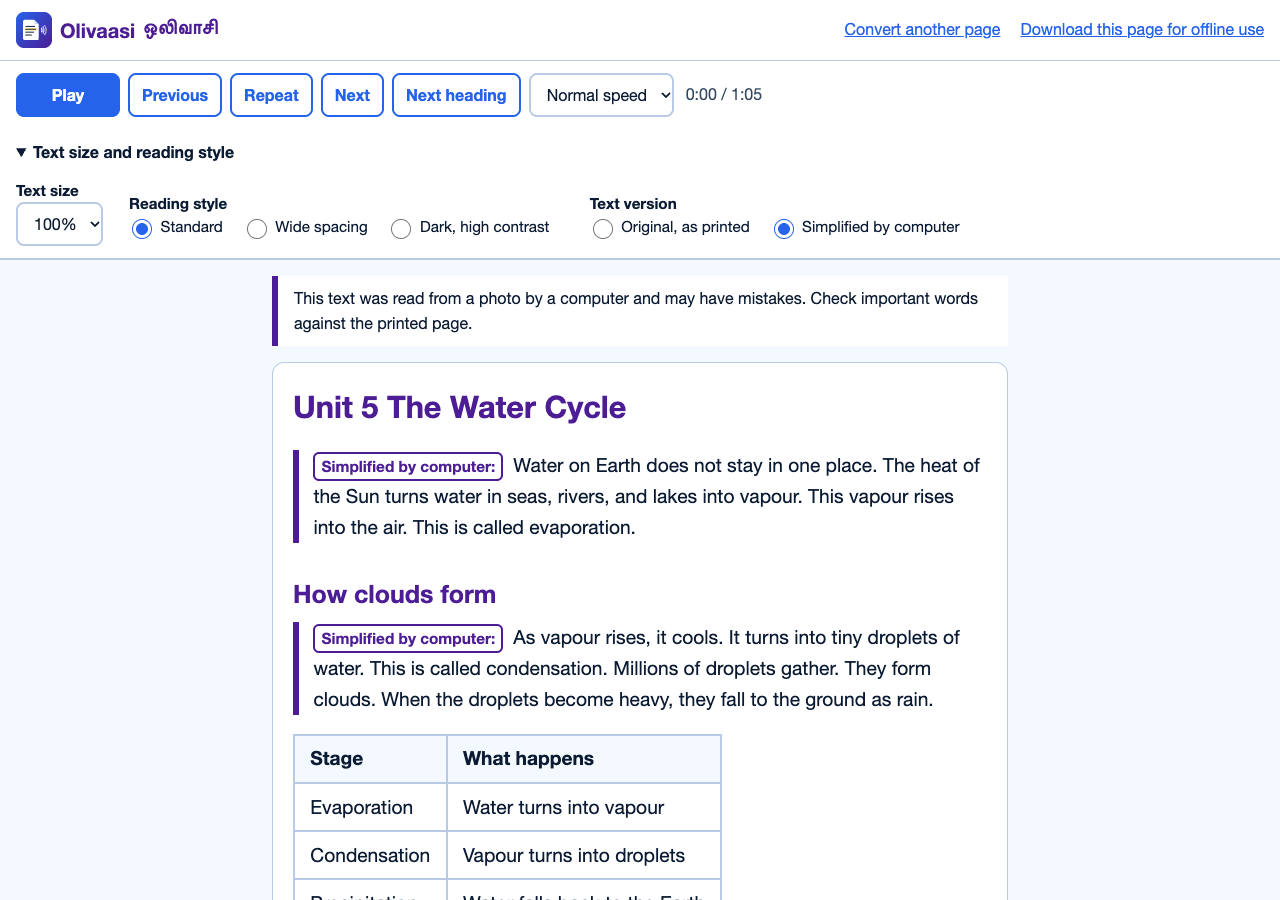 Olivaasi ஒலிவாசி
Convert another page Download this page for offline use
Play Previous Repeat Next Next heading Normal speed 0:00 / 1:05
Text size and reading style
Text size
100%
Reading style
Standard Wide spacing Dark, high contrast
Text version
Original, as printed Simplified by computer
This text was read from a photo by a computer and may have mistakes. Check important words
against the printed page.
Unit 5 The Water Cycle
Simplified by computer: Water on Earth does not stay in one place. The heat of
the Sun turns water in seas, rivers, and lakes into vapour. This vapour rises
into the air. This is called evaporation.
How clouds form
Simplified by computer: As vapour rises, it cools. It turns into tiny droplets of
water. This is called condensation. Millions of droplets gather. They form
clouds. When the droplets become heavy, they fall to the ground as rain.
Stage What happens
Evaporation Water turns into vapour
Condensation Vapour turns into droplets
Precipitation Water falls back to the Earth